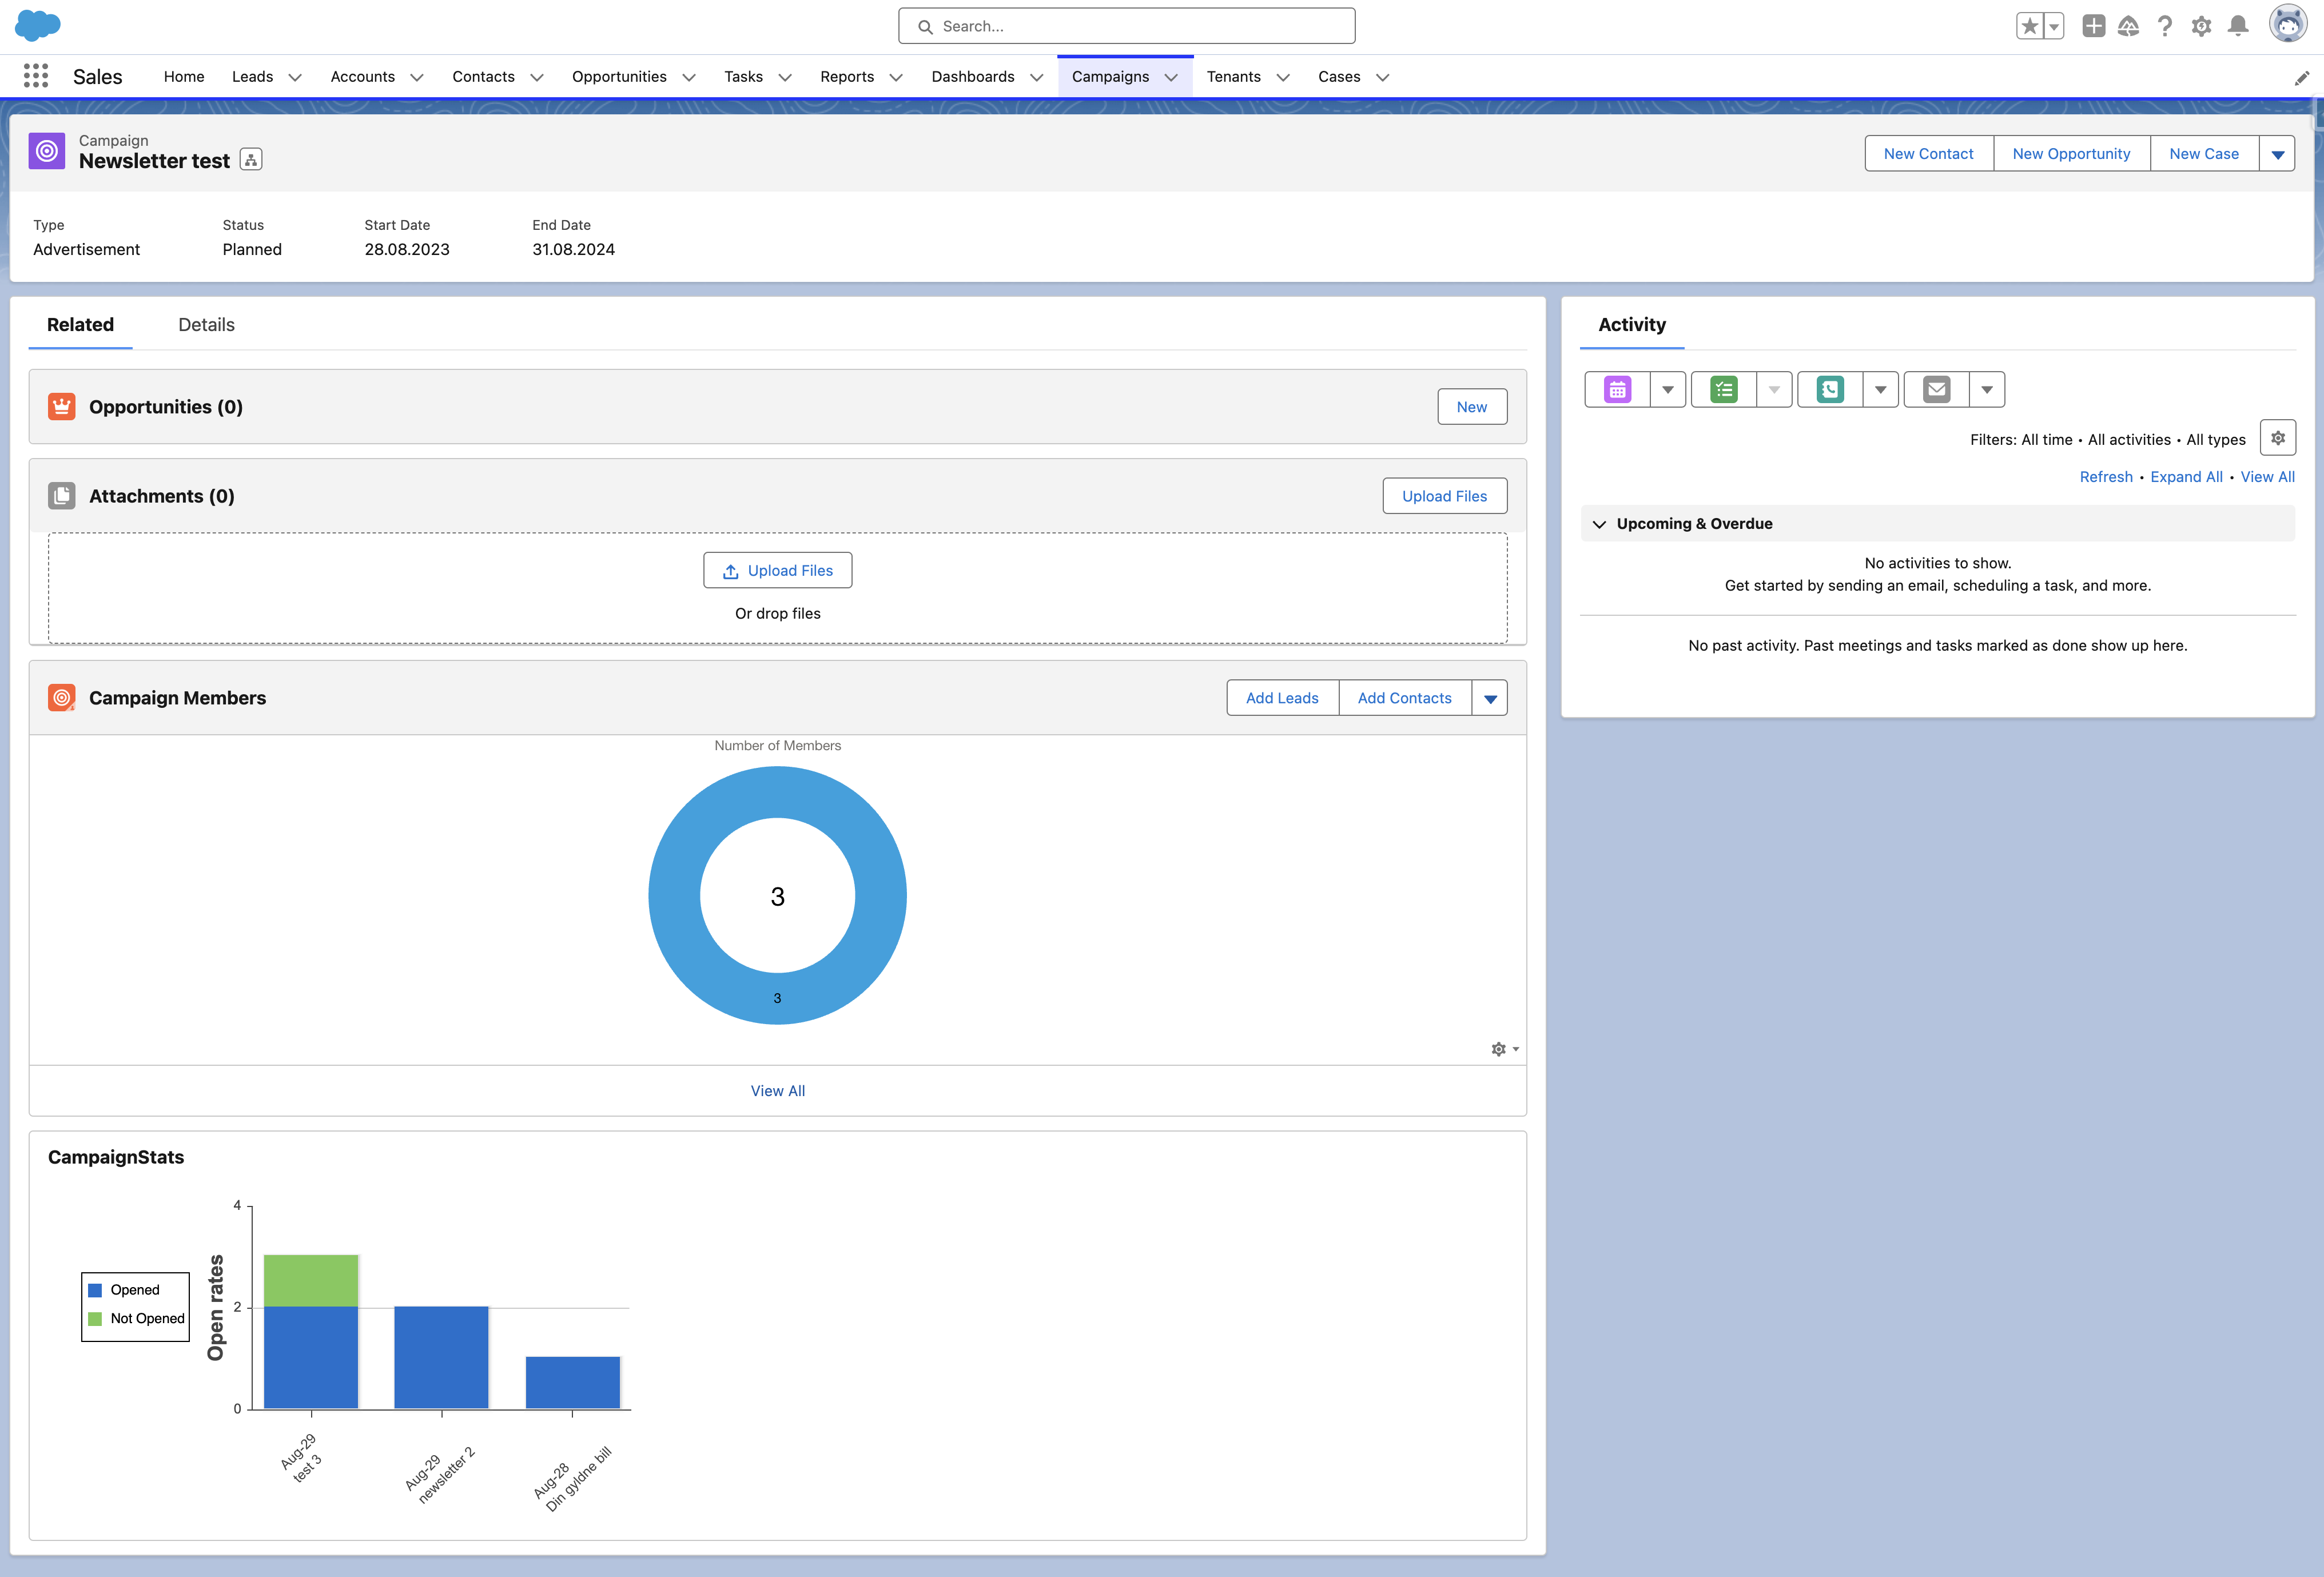 Search...
Sales
Home
Leads
Accounts
Contacts
Opportunities
Tasks
Reports
Dashboards
Campaigns
Tenants
Cases
Campaign
Newsletter test
New Contact
New Opportunity
New Case
Type
Advertisement
Status
Planned
Start Date
28.08.2023
End Date
31.08.2024
Related
Details
Opportunities (0)
New
Attachments (0)
Upload Files
Upload Files
Or drop files
Campaign Members
Add Leads
Add Contacts
Number of Members
3
3
View All
CampaignStats
Opened
Not Opened
Open rates
4
2
0
Aug-29
test 3
Aug-29
newsletter 2
Aug-28
Din gyldne bill
Activity
Filters: All time • All activities • All types
Refresh • Expand All • View All
Upcoming & Overdue
No activities to show.
Get started by sending an email, scheduling a task, and more.
No past activity. Past meetings and tasks marked as done show up here.